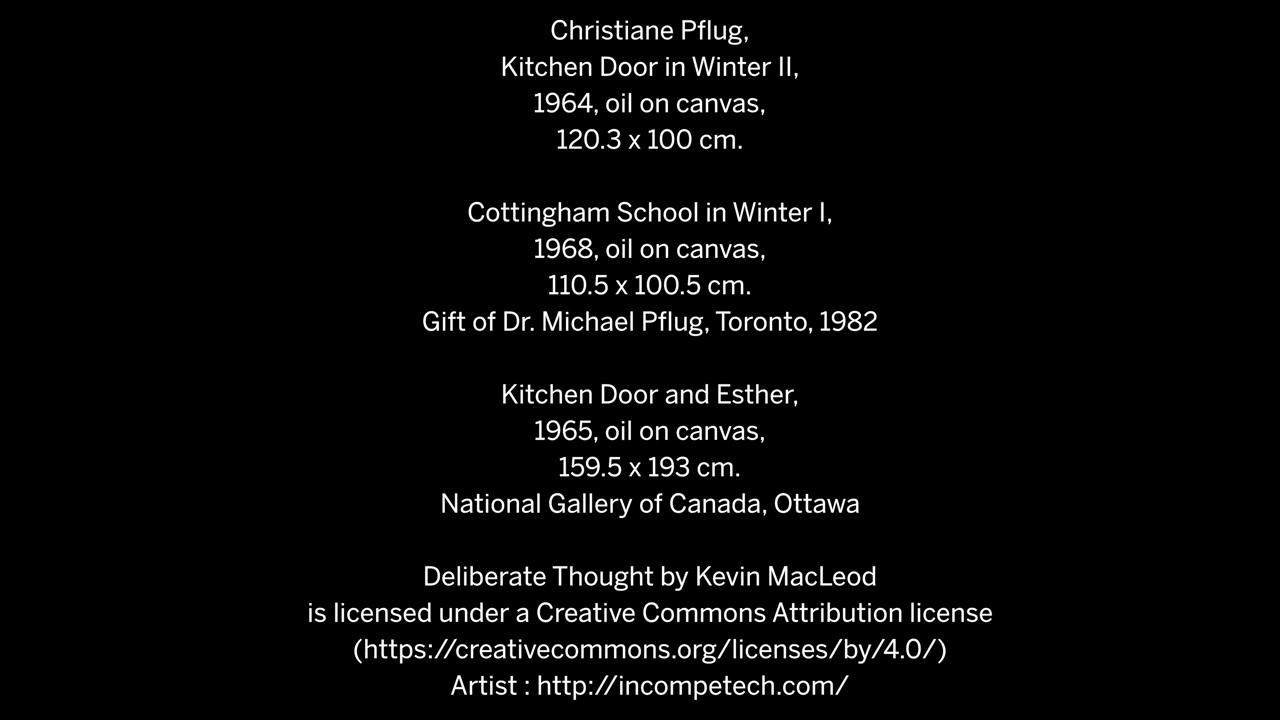 Christiane Pflug,
Kitchen Door in Winter II,
1964, oil on canvas,
120.3 x 100 cm.
Cottingham School in Winter I,
1968, oil on canvas,
110.5 x 100.5 cm.
Gift of Dr. Michael Pflug, Toronto, 1982
Kitchen Door and Esther,
1965, oil on canvas,
159.5 x 193 cm.
National Gallery of Canada, Ottawa
Deliberate Thought by Kevin MacLeod
is licensed under a Creative Commons Attribution license
(https://creativecommons.org/licenses/by/4.0/)
Artist : http://incompetech.com/